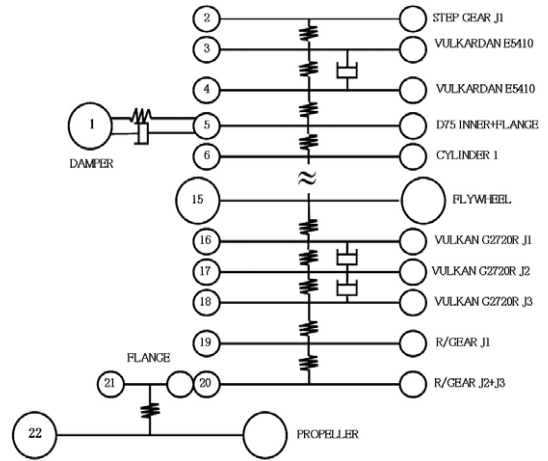 2 STEP GEAR J1
3 VULKARDAN E5410
4 VULKARDAN E5410
1 5 D75 INNER+FLANGE
DAMPER
6 CYLINDER 1
≈
15 FLYWHEEL
16 VULKAN G2720R J1
17 VULKAN G2720R J2
18 VULKAN G2720R J3
19 R/GEAR J1
FLANGE
21 20 R/GEAR J2+J3
22 PROPELLER